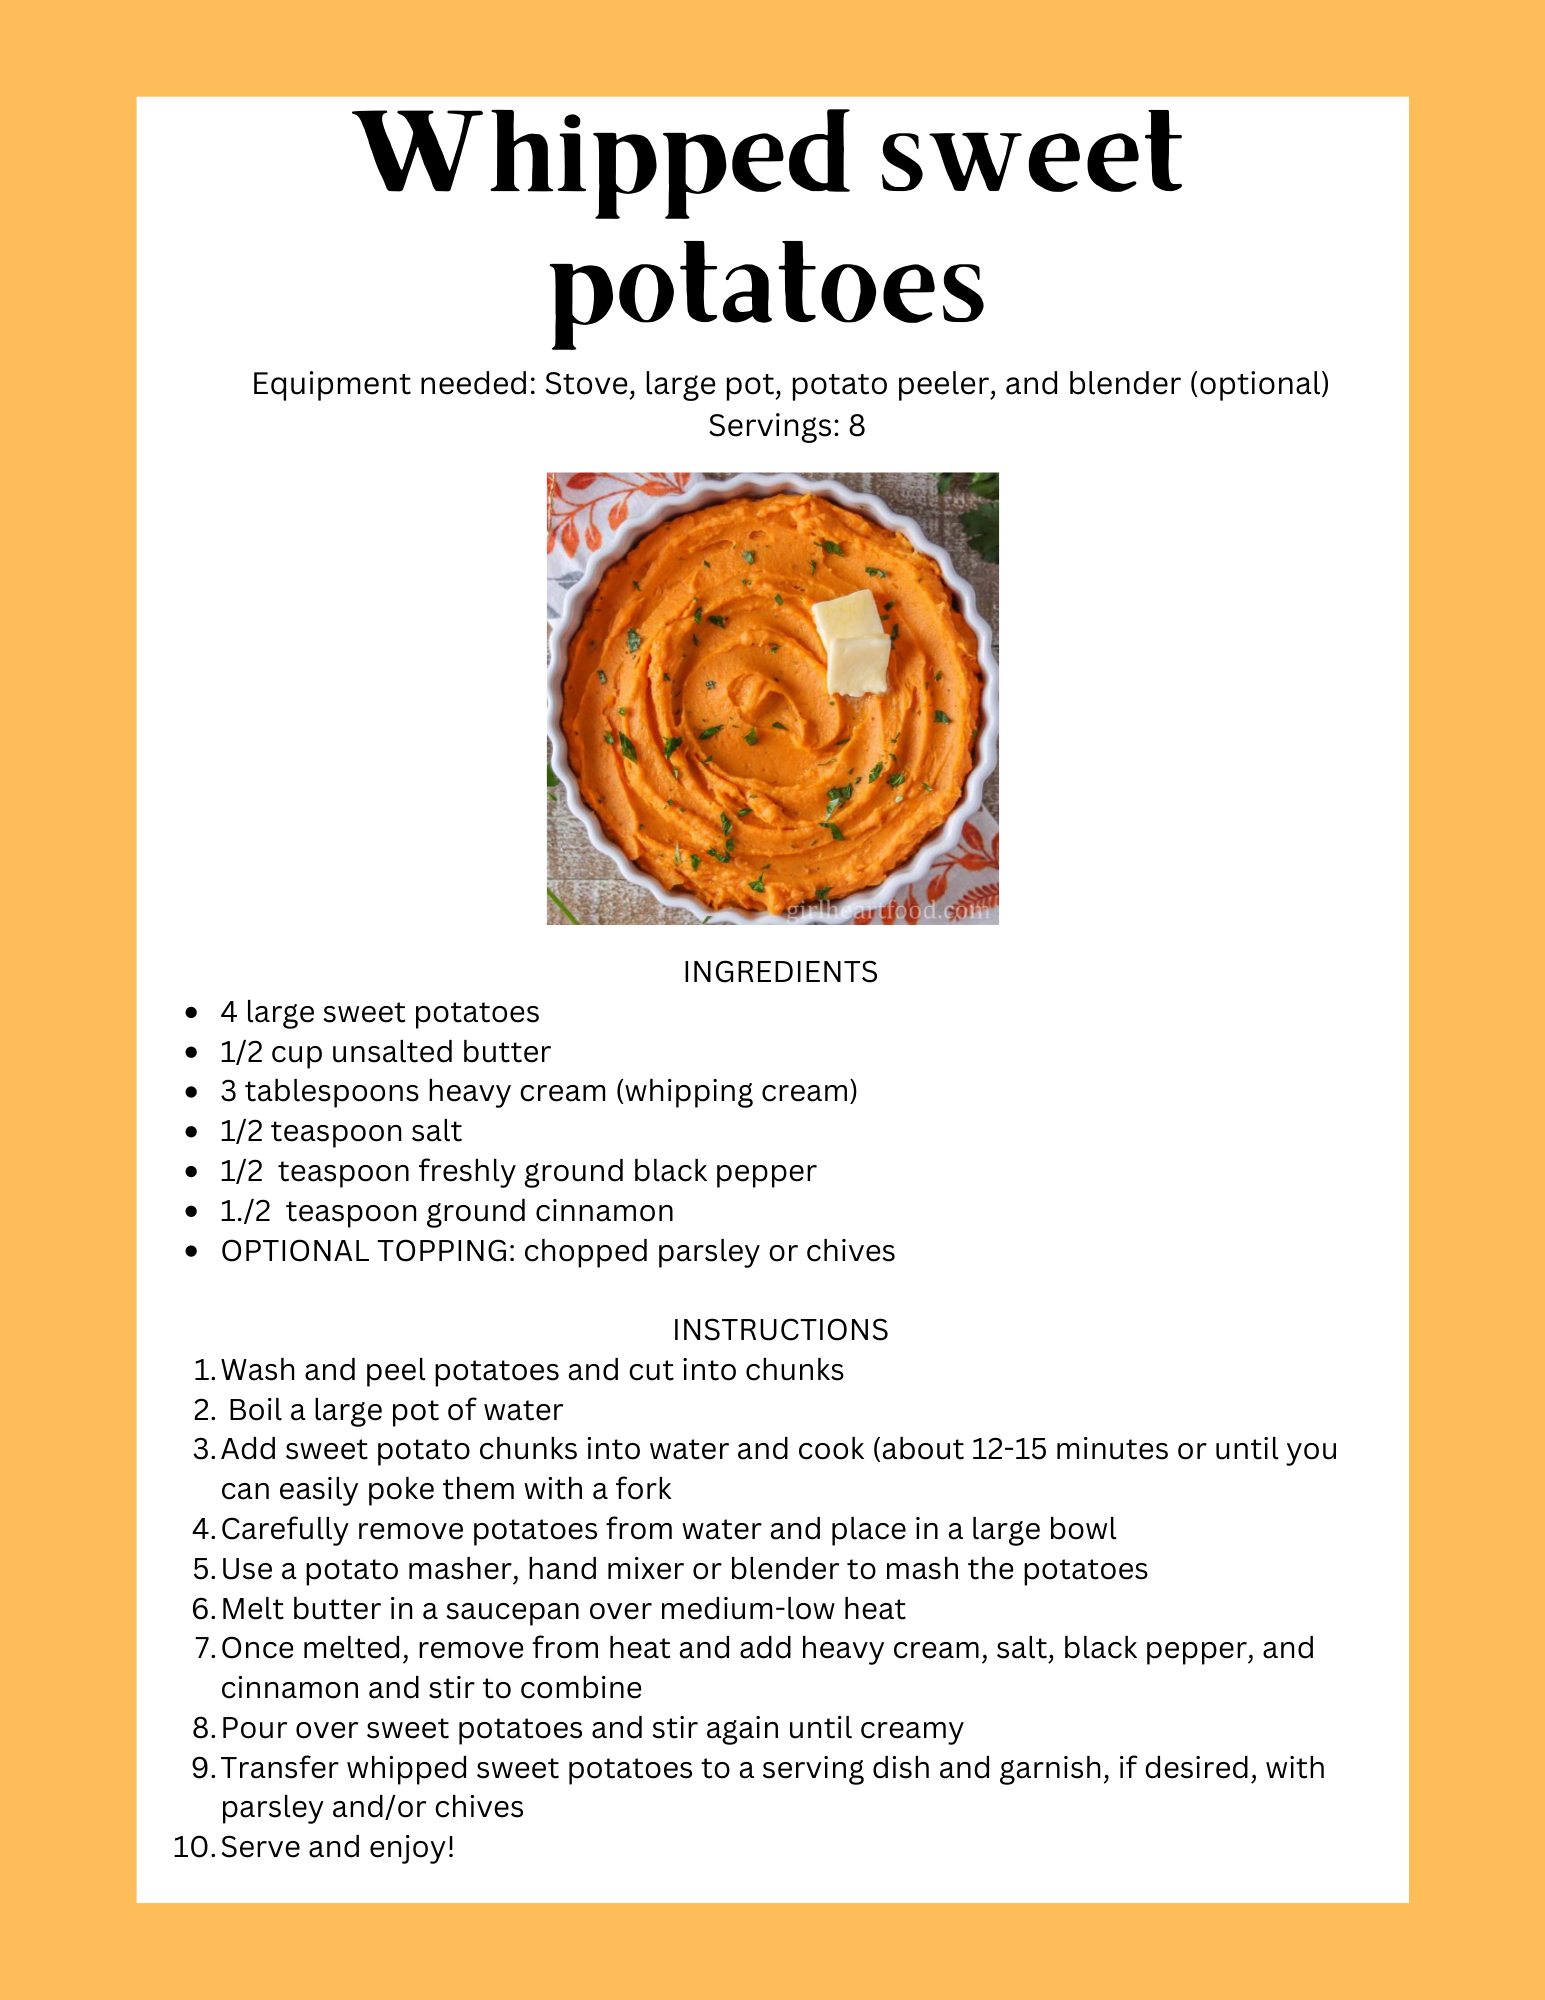 Whipped sweet
potatoes
Equipment needed: Stove, large pot, potato peeler, and blender (optional)
Servings: 8
girlheartfood.com
INGREDIENTS
• 4 large sweet potatoes
• 1/2 cup unsalted butter
• 3 tablespoons heavy cream (whipping cream)
• 1/2 teaspoon salt
• 1/2  teaspoon freshly ground black pepper
• 1./2  teaspoon ground cinnamon
• OPTIONAL TOPPING: chopped parsley or chives
INSTRUCTIONS
1. Wash and peel potatoes and cut into chunks
2. Boil a large pot of water
3. Add sweet potato chunks into water and cook (about 12-15 minutes or until you
can easily poke them with a fork
4. Carefully remove potatoes from water and place in a large bowl
5. Use a potato masher, hand mixer or blender to mash the potatoes
6. Melt butter in a saucepan over medium-low heat
7. Once melted, remove from heat and add heavy cream, salt, black pepper, and
cinnamon and stir to combine
8. Pour over sweet potatoes and stir again until creamy
9. Transfer whipped sweet potatoes to a serving dish and garnish, if desired, with
parsley and/or chives
10. Serve and enjoy!